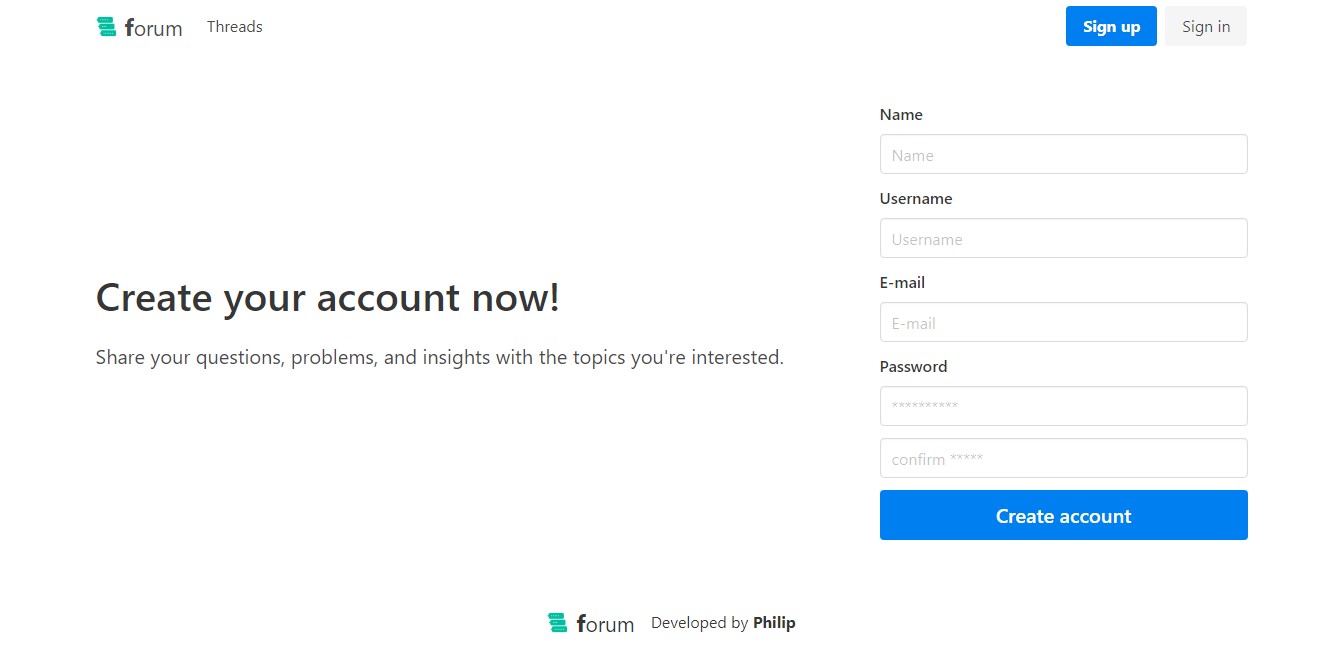 forum Threads Sign up Sign in
Name
Name
Username
Username
E-mail
E-mail
Create your account now!
Share your questions, problems, and insights with the topics you're interested.
Password
**********
confirm *****
Create account
forum Developed by Philip